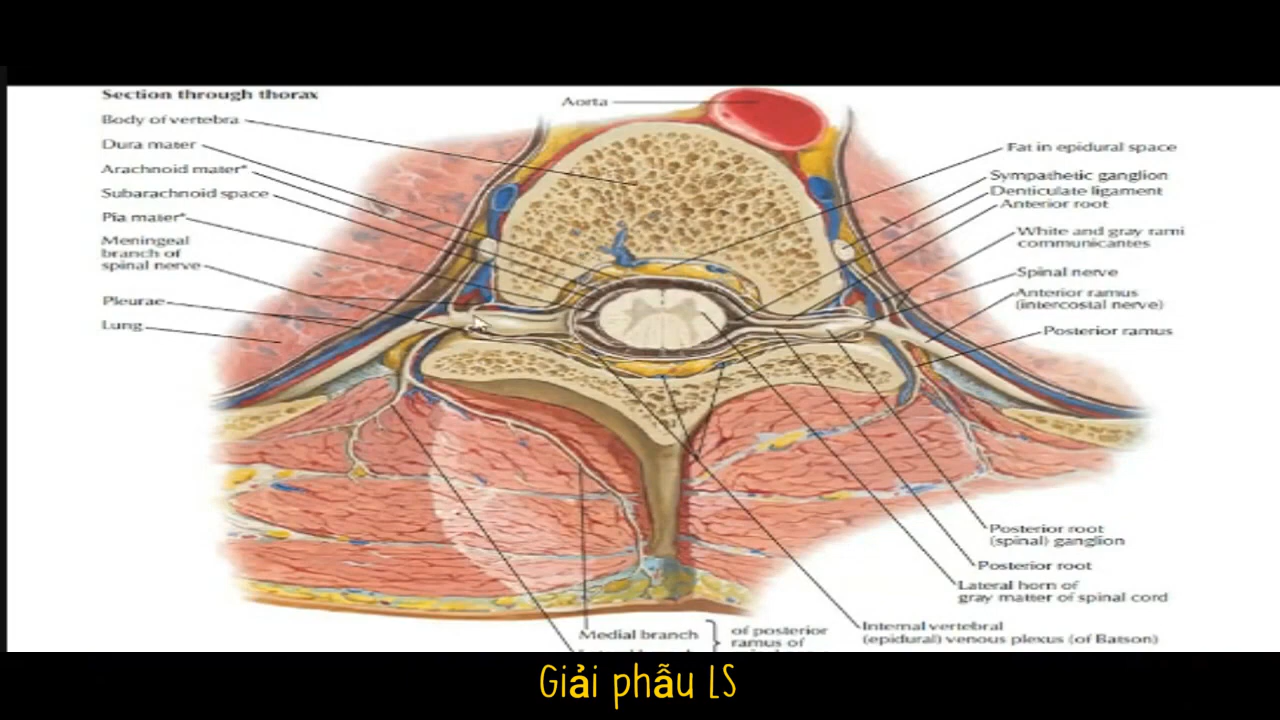 Section through thorax
Body of vertebra
Dura mater
Arachnoid mater*
Subarachnoid space
Pia mater*
Meningeal
branch of
spinal nerve
Pleurae
Lung
Aorta
Fat in epidural space
Sympathetic ganglion
Denticulate ligament
Anterior root
White and gray rami
communicantes
Spinal nerve
Anterior ramus
(intercostal nerve)
Posterior ramus
Posterior root
(spinal) ganglion
Posterior root
Lateral horn of
gray matter of spinal cord
Internal vertebral
(epidural) venous plexus (of Batson)
Medial branch
of posterior
ramus of
Giải phẫu LS